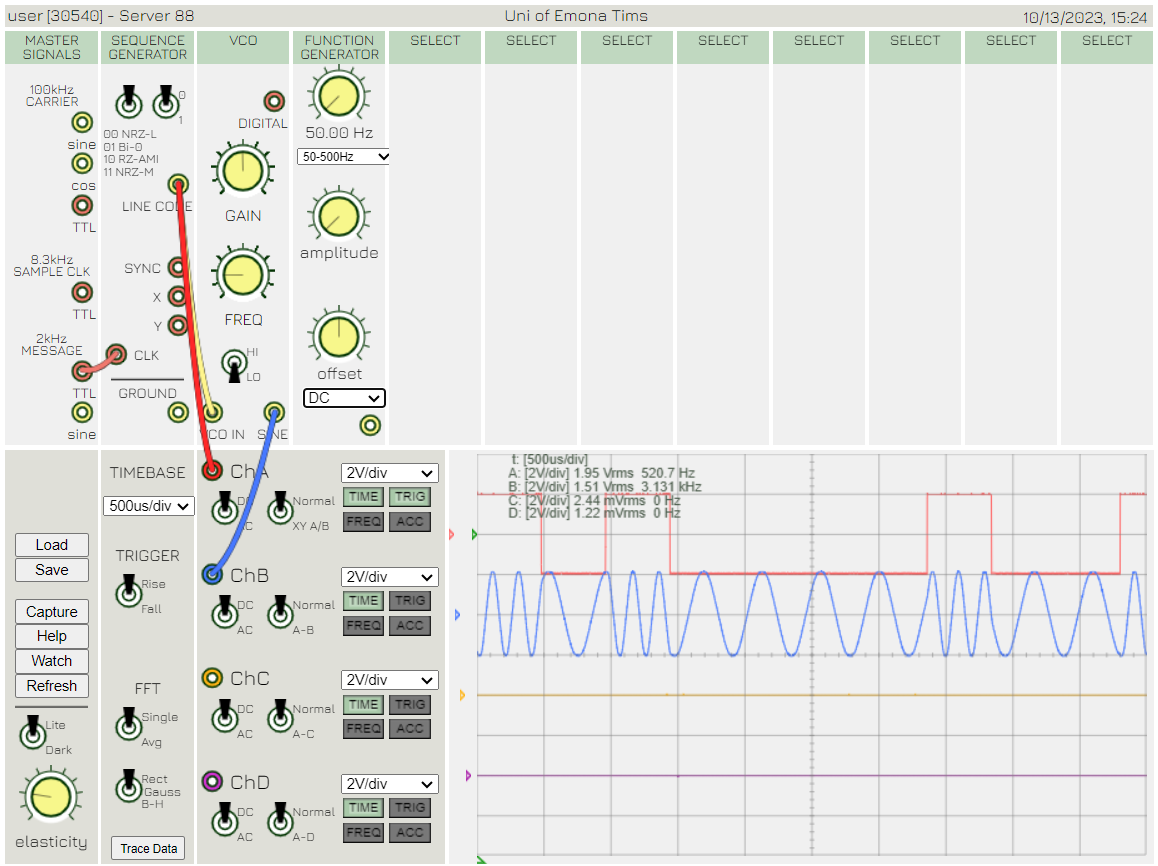 user [30540] - Server 88
Uni of Emona Tims
10/13/2023, 15:24
MASTER SIGNALS
SEQUENCE GENERATOR
VCO
FUNCTION GENERATOR
SELECT
SELECT
SELECT
SELECT
SELECT
SELECT
SELECT
SELECT
100kHz
CARRIER
sine
cos
TTL
8.3kHz
SAMPLE CLK
TTL
2kHz
MESSAGE
TTL
sine
0
1
00 NRZ-L
01 Bi-0
10 RZ-AMI
11 NRZ-M
LINE CODE
SYNC
X
Y
CLK
GROUND
DIGITAL
GAIN
FREQ
HI
LO
VCO IN
SINE
50.00 Hz
50-500Hz
amplitude
offset
DC
Load
Save
Capture
Help
Watch
Refresh
Lite
Dark
elasticity
TIMEBASE
500us/div
TRIGGER
Rise
Fall
FFT
Single
Avg
Rect
Gauss
B-H
Trace Data
ChA
2V/div
DC
AC
Normal
XY A/B
TIME
TRIG
FREQ
ACC
ChB
2V/div
DC
AC
Normal
A-B
TIME
TRIG
FREQ
ACC
ChC
2V/div
DC
AC
Normal
A-C
TIME
TRIG
FREQ
ACC
ChD
2V/div
DC
AC
Normal
A-D
TIME
TRIG
FREQ
ACC
t: [500us/div]
A: [2V/div] 1.95 Vrms 520.7 Hz
B: [2V/div] 1.51 Vrms 3.131 kHz
C: [2V/div] 2.44 mVrms 0 Hz
D: [2V/div] 1.22 mVrms 0 Hz